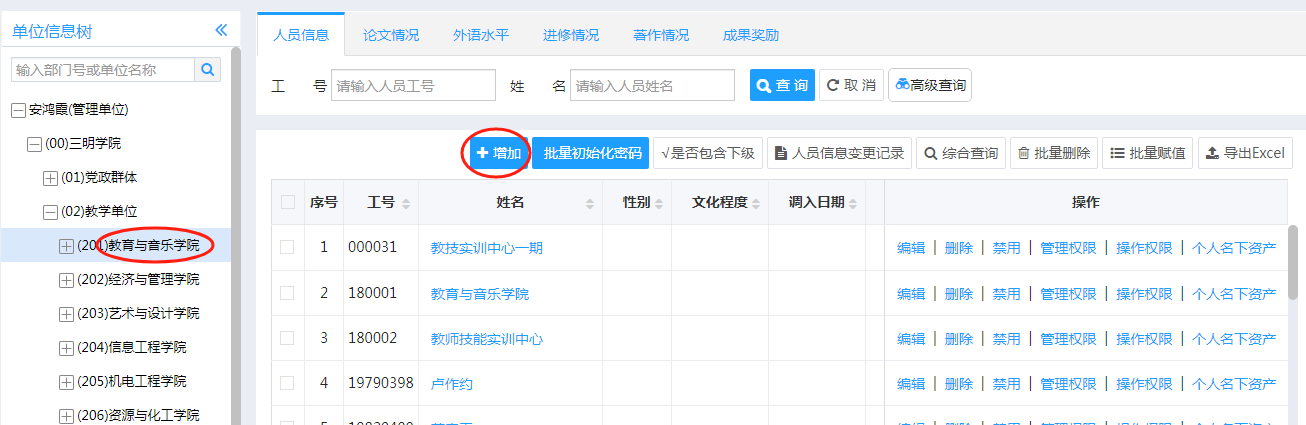 单位信息树
输入部门号或单位名称
安鸿霞(管理单位)
(00)三明学院
(01)党政群体
(02)教学单位
(201)教育与音乐学院
(202)经济与管理学院
(203)艺术与设计学院
(204)信息工程学院
(205)机电工程学院
(206)资源与化工学院
人员信息 论文情况 外语水平 进修情况 著作情况 成果奖励
工 号 请输入人员工号 姓 名 请输入人员姓名 查 询 取 消 高级查询
增加 批量初始化密码 √是否包含下级 人员信息变更记录 综合查询 批量删除 批量赋值 导出Excel
序号 工号 姓名 性别 文化程度 调入日期 操作
1 000031 教技实训中心一期 编辑 | 删除 | 禁用 | 管理权限 | 操作权限 | 个人名下资产
2 180001 教育与音乐学院 编辑 | 删除 | 禁用 | 管理权限 | 操作权限 | 个人名下资产
3 180002 教师技能实训中心 编辑 | 删除 | 禁用 | 管理权限 | 操作权限 | 个人名下资产
4 19790398 卢作约 编辑 | 删除 | 禁用 | 管理权限 | 操作权限 | 个人名下资产